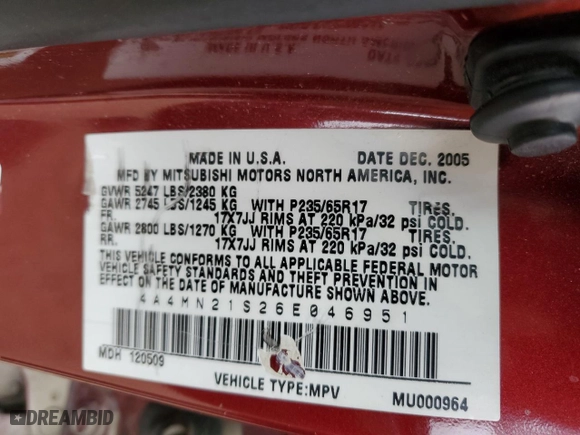 MADE IN U.S.A. DATE DEC. 2005
MFD BY MITSUBISHI MOTORS NORTH AMERICA, INC.
GVWR 5247 LBS/2380 KG
GAWR 2745 LBS/1245 KG WITH P235/65R17 TIRES.
FR. 17X7JJ RIMS AT 220 kPa/32 psi COLD.
GAWR 2800 LBS/1270 KG WITH P235/65R17 TIRES.
RR. 17X7JJ RIMS AT 220 kPa/32 psi COLD.
THIS VEHICLE CONFORMS TO ALL APPLICABLE FEDERAL MOTOR
VEHICLE SAFETY STANDARDS AND THEFT PREVENTION STANDARDS IN
EFFECT ON THE DATE OF MANUFACTURE SHOWN ABOVE.
4A4MN21S26E046951
MDH 120509
VEHICLE TYPE:MPV MU000964
DREAMBID